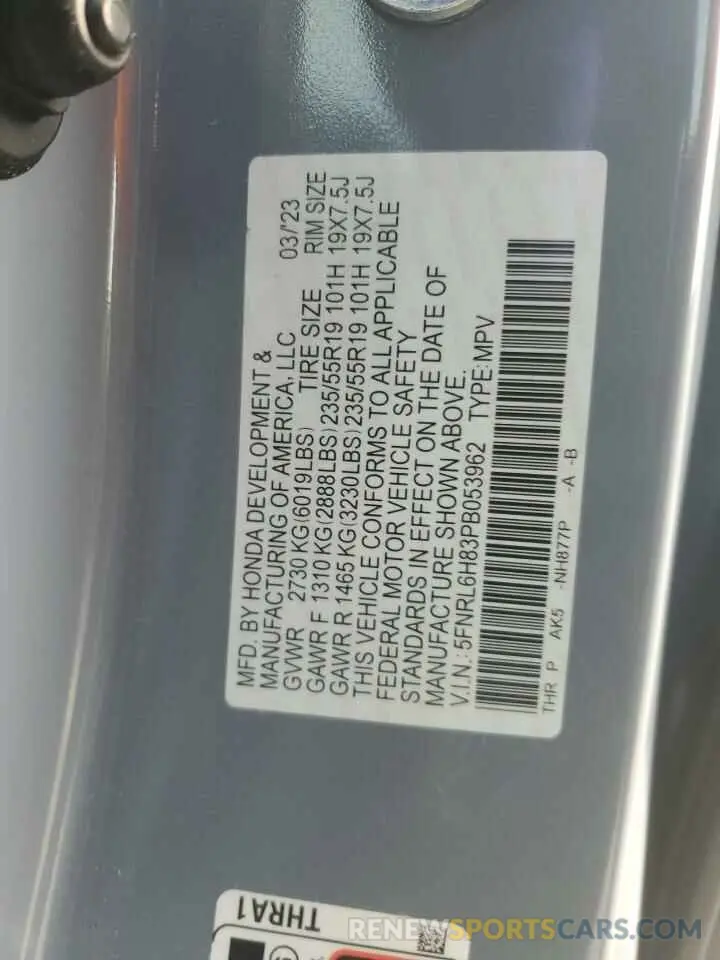 MFD. BY HONDA DEVELOPMENT &
MANUFACTURING OF AMERICA, LLC 03/'23
GVWR 2730 KG(6019LBS) TIRE SIZE RIM SIZE
GAWR F 1310 KG(2888LBS)235/55R19 101H 19X7.5J
GAWR R 1465 KG(3230LBS)235/55R19 101H 19X7.5J
THIS VEHICLE CONFORMS TO ALL APPLICABLE
FEDERAL MOTOR VEHICLE SAFETY
STANDARDS IN EFFECT ON THE DATE OF
MANUFACTURE SHOWN ABOVE.
V.I.N.: 5FNRL6H83PB053962 TYPE:MPV
THR P AK5 -NH877P -A -B
THRA1
RENEWSPORTSCARS.COM